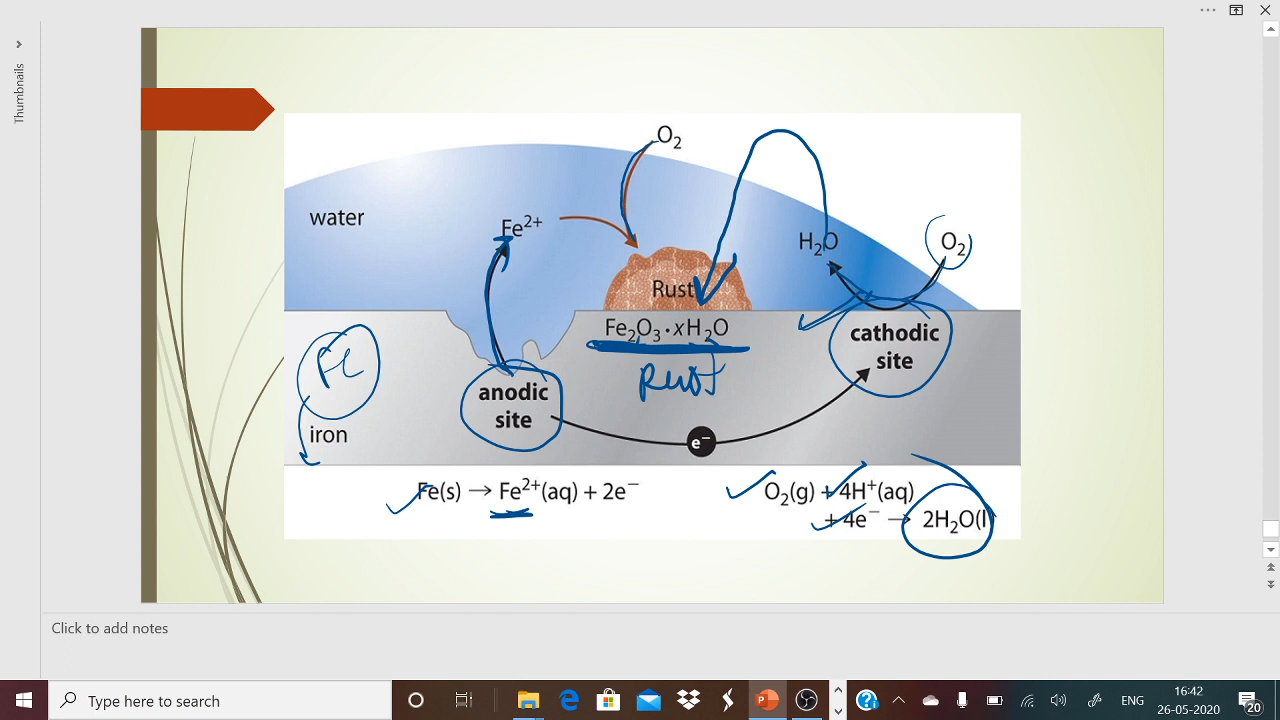 Thumbnails
O₂
water
Fe²⁺
H₂O
O₂
Rust
Fe₂O₃·xH₂O
Rust
Fe
cathodic
site
anodic
site
iron
e⁻
Fe(s) → Fe²⁺(aq) + 2e⁻
O₂(g) + 4H⁺(aq)
+ 4e⁻ → 2H₂O(l)
Click to add notes
Type here to search
ENG
16:42
26-05-2020
20